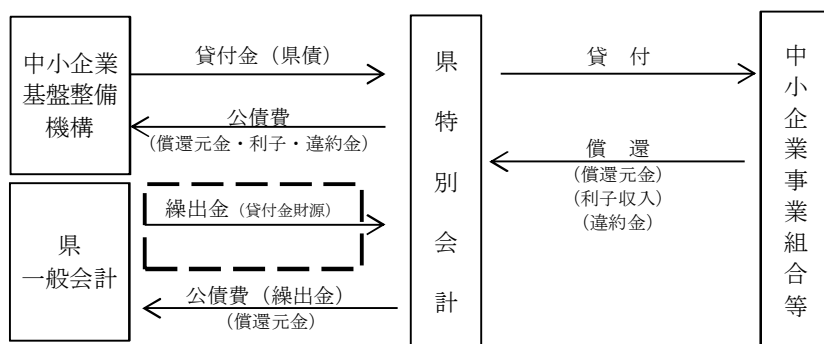 中小企業
基盤整備
機構
貸付金（県債）
公債費
(償還元金・利子・違約金)
県
一般会計
繰出金（貸付金財源）
公債費（繰出金）
(償還元金)
県特別会計
貸　付
償　還
(償還元金)
(利子収入)
(違約金)
中小企業事業組合等